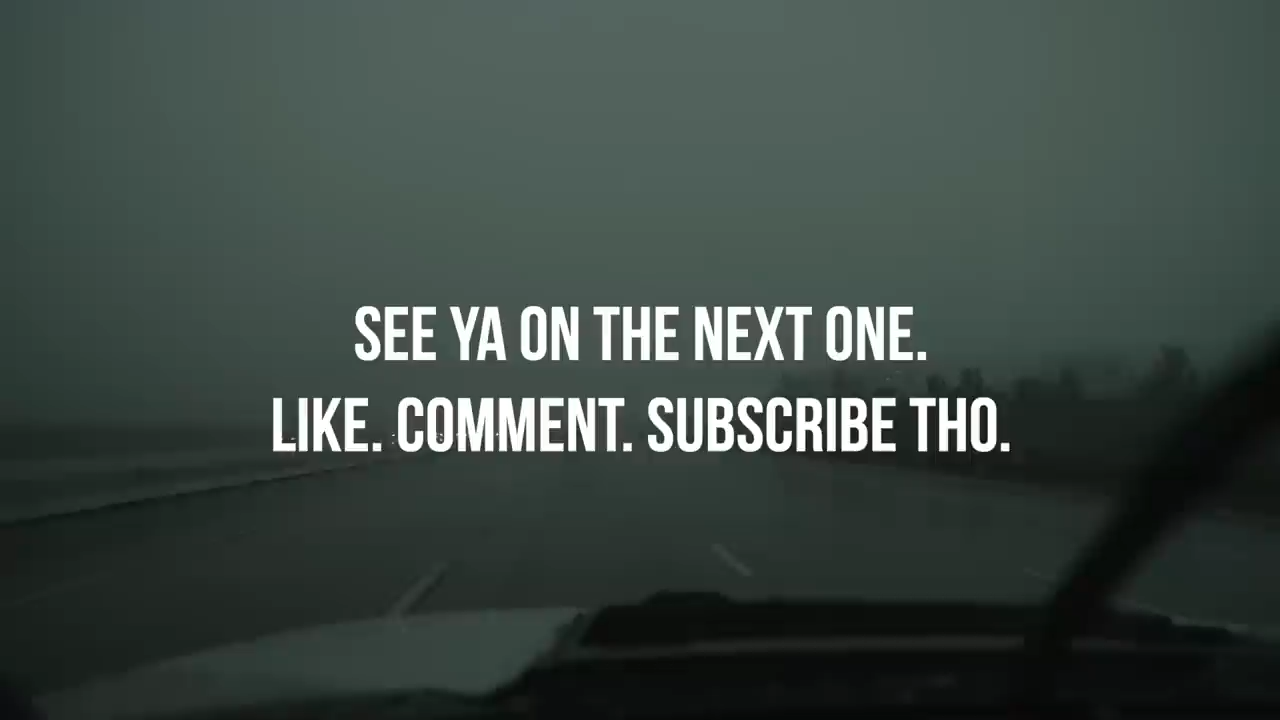 SEE YA ON THE NEXT ONE.
LIKE. COMMENT. SUBSCRIBE THO.